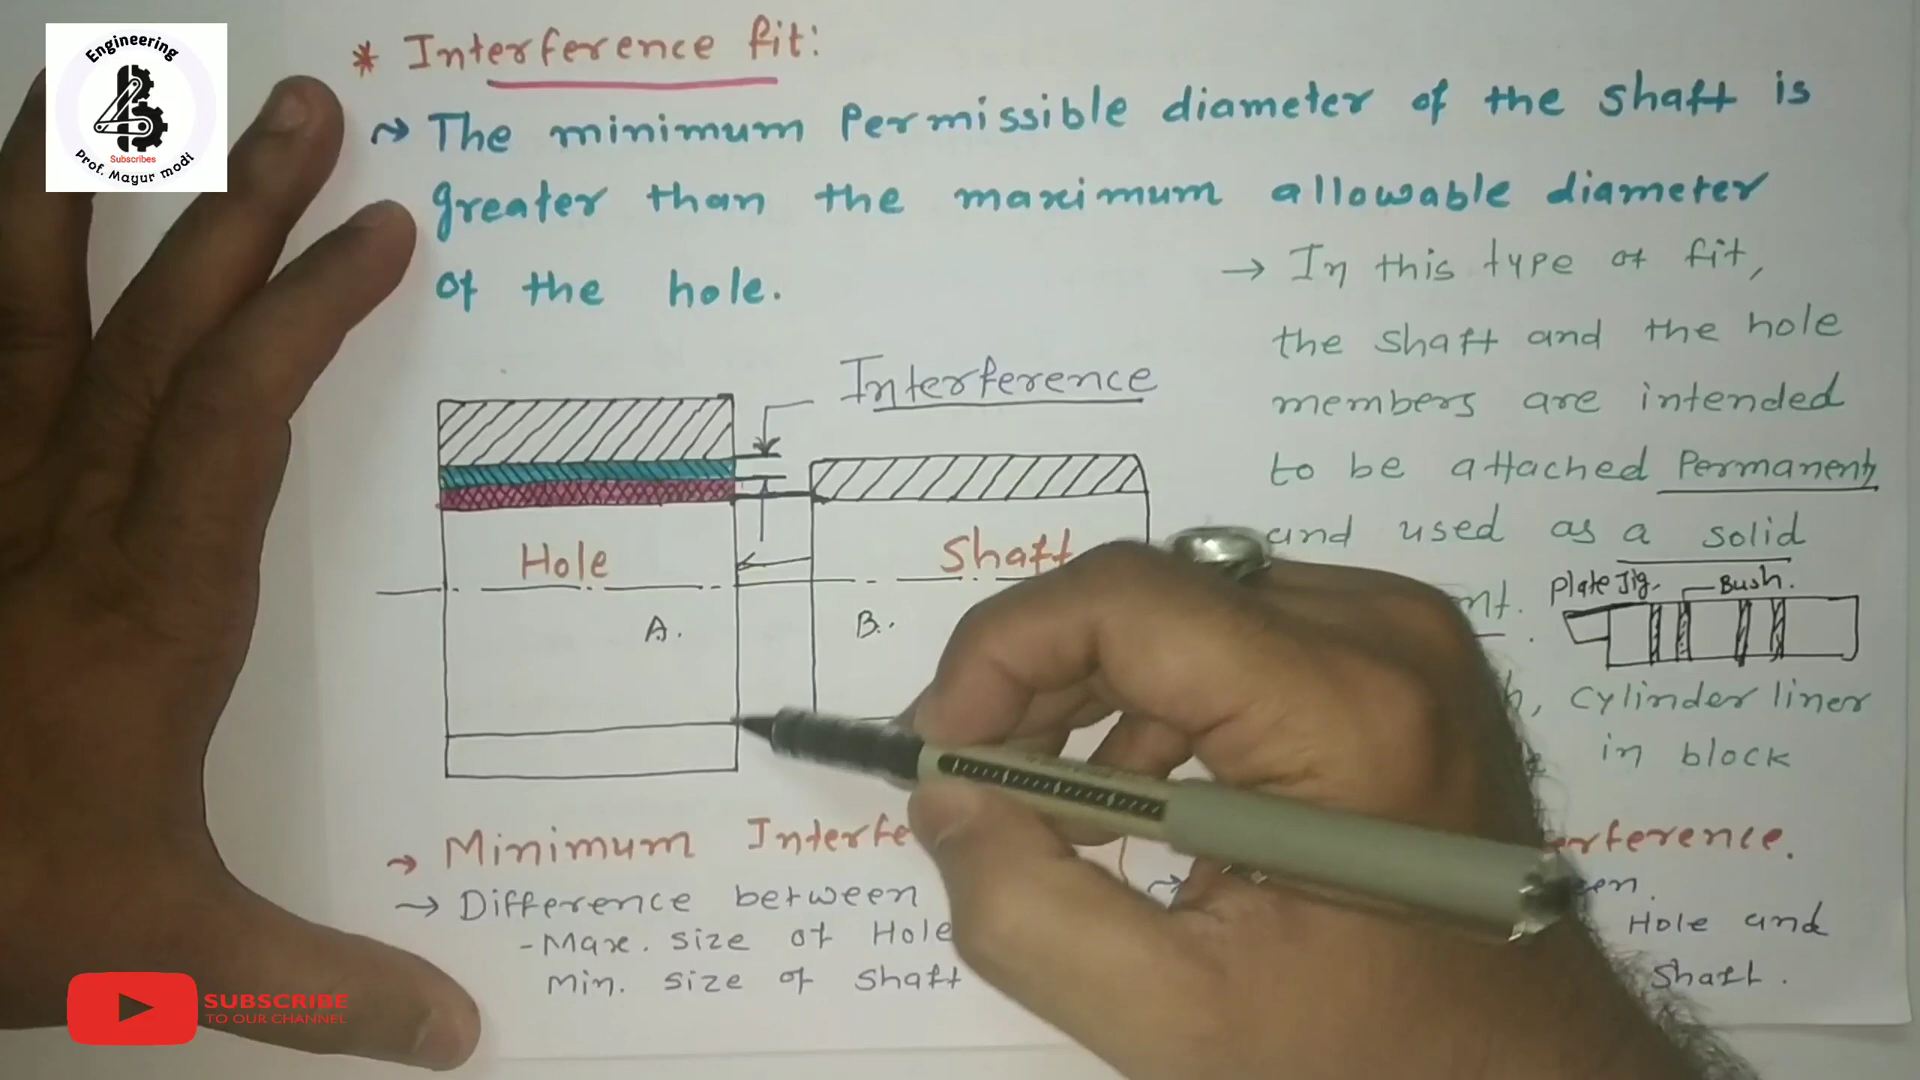 Engineering
Subscribes
Prof. Mayur modi
* Interference fit:
The minimum Permissible diameter of the shaft is
greater than the maximum allowable diameter
of the hole.
→ In this type of fit,
the shaft and the hole
members are intended
to be attached Permanent
and used as a solid
Plate Jig. Bush.
cylinder liner
in block
Interference
Hole
Shaft
A.
B.
→ Minimum
→ Difference between
- Max. size of Hole
Min. size of shaft
Hole and
Shaft.
SUBSCRIBE
TO OUR CHANNEL